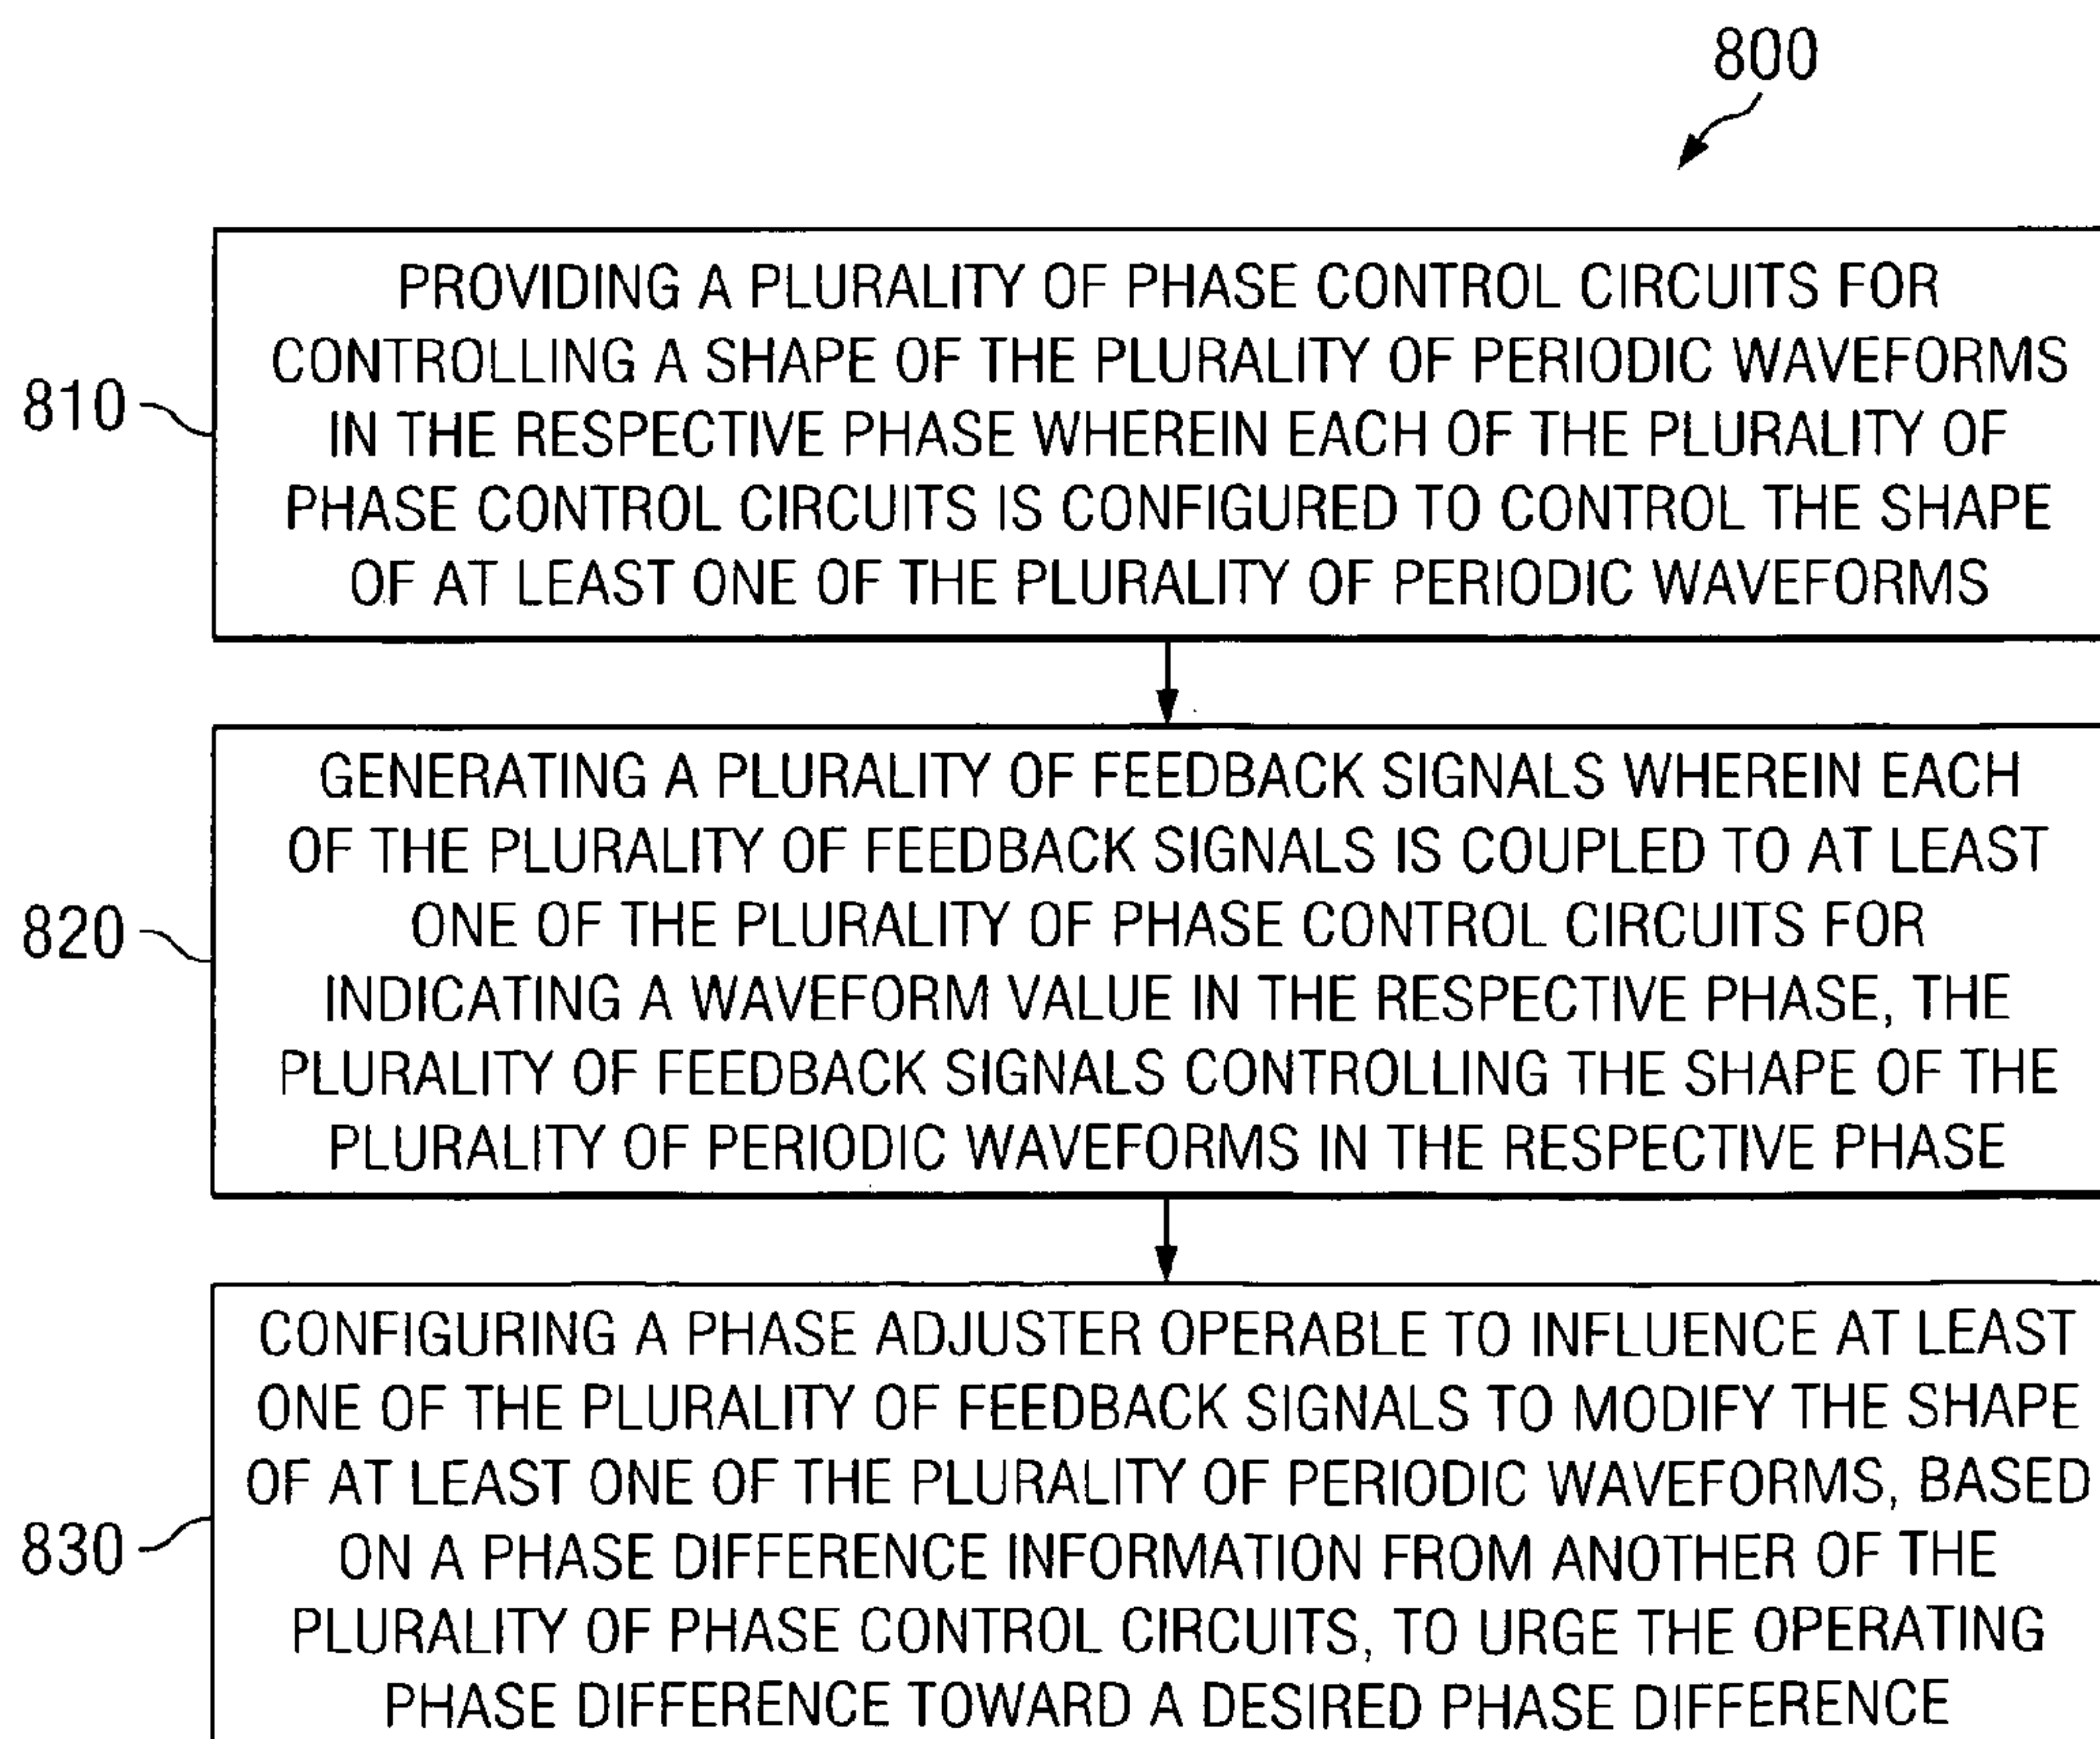 800
810
PROVIDING A PLURALITY OF PHASE CONTROL CIRCUITS FOR
CONTROLLING A SHAPE OF THE PLURALITY OF PERIODIC WAVEFORMS
IN THE RESPECTIVE PHASE WHEREIN EACH OF THE PLURALITY OF
PHASE CONTROL CIRCUITS IS CONFIGURED TO CONTROL THE SHAPE
OF AT LEAST ONE OF THE PLURALITY OF PERIODIC WAVEFORMS
820
GENERATING A PLURALITY OF FEEDBACK SIGNALS WHEREIN EACH
OF THE PLURALITY OF FEEDBACK SIGNALS IS COUPLED TO AT LEAST
ONE OF THE PLURALITY OF PHASE CONTROL CIRCUITS FOR
INDICATING A WAVEFORM VALUE IN THE RESPECTIVE PHASE, THE
PLURALITY OF FEEDBACK SIGNALS CONTROLLING THE SHAPE OF THE
PLURALITY OF PERIODIC WAVEFORMS IN THE RESPECTIVE PHASE
830
CONFIGURING A PHASE ADJUSTER OPERABLE TO INFLUENCE AT LEAST
ONE OF THE PLURALITY OF FEEDBACK SIGNALS TO MODIFY THE SHAPE
OF AT LEAST ONE OF THE PLURALITY OF PERIODIC WAVEFORMS, BASED
ON A PHASE DIFFERENCE INFORMATION FROM ANOTHER OF THE
PLURALITY OF PHASE CONTROL CIRCUITS, TO URGE THE OPERATING
PHASE DIFFERENCE TOWARD A DESIRED PHASE DIFFERENCE